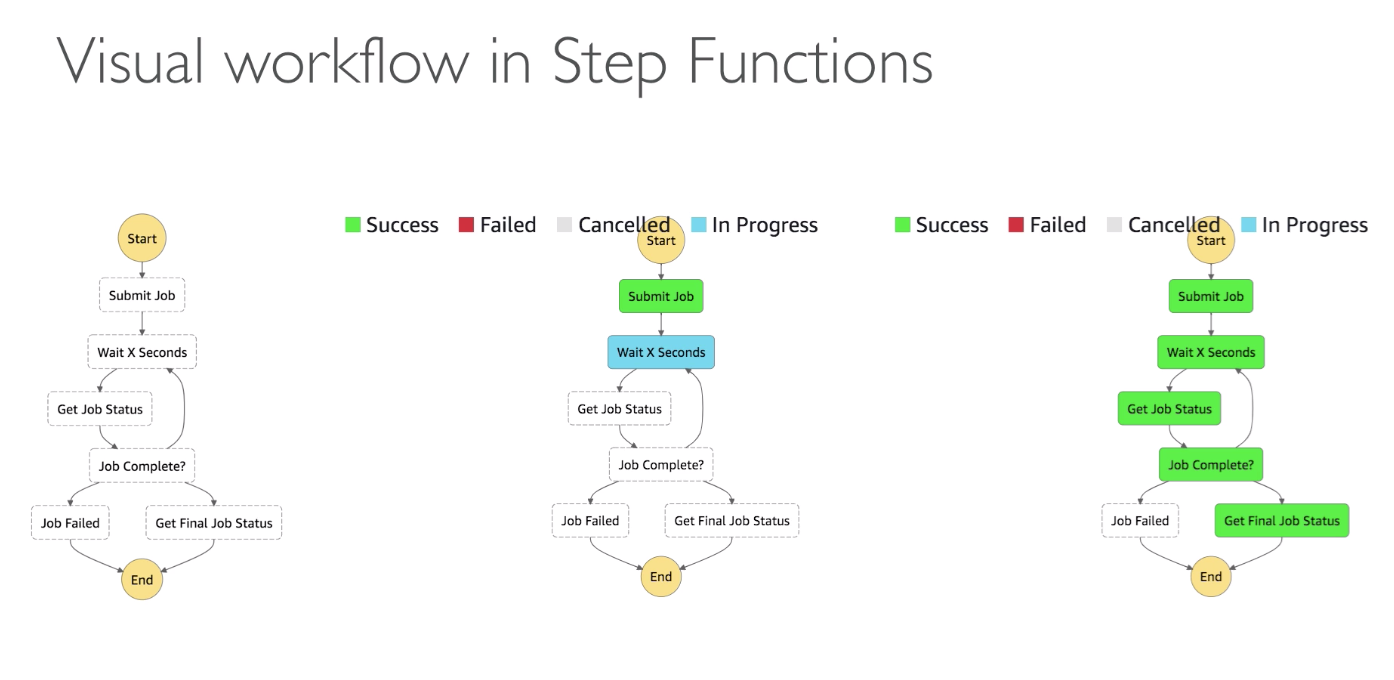 Visual workflow in Step Functions
Start
Submit Job
Wait X Seconds
Get Job Status
Job Complete?
Job Failed
Get Final Job Status
End
Success
Failed
Cancelled
In Progress
Start
Submit Job
Wait X Seconds
Get Job Status
Job Complete?
Job Failed
Get Final Job Status
End
Success
Failed
Cancelled
In Progress
Start
Submit Job
Wait X Seconds
Get Job Status
Job Complete?
Job Failed
Get Final Job Status
End